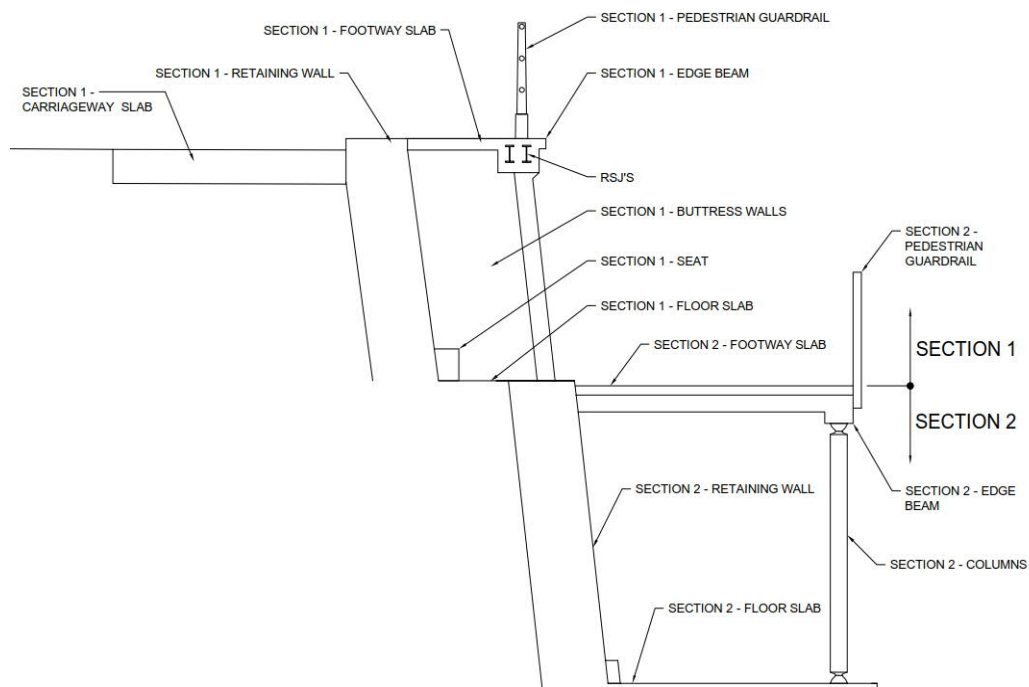 SECTION 1 - PEDESTRIAN GUARDRAIL
SECTION 1 - FOOTWAY SLAB
SECTION 1 - RETAINING WALL
SECTION 1 - EDGE BEAM
SECTION 1 -
CARRIAGEWAY SLAB
RSJ'S
SECTION 1 - BUTTRESS WALLS
SECTION 2 -
PEDESTRIAN
GUARDRAIL
SECTION 1 - SEAT
SECTION 1 - FLOOR SLAB
SECTION 2 - FOOTWAY SLAB
SECTION 1
SECTION 2
SECTION 2 - RETAINING WALL
SECTION 2 - EDGE
BEAM
SECTION 2 - COLUMNS
SECTION 2 - FLOOR SLAB